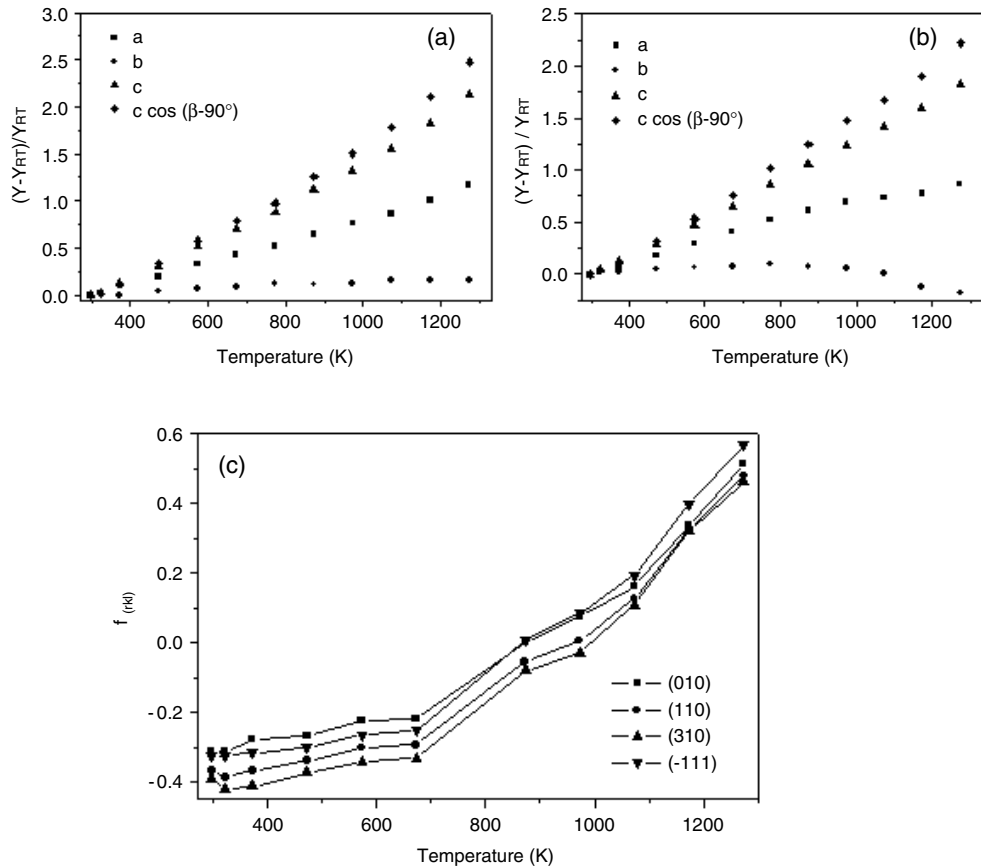 3.0
2.5
2.0
1.5
1.0
0.5
0.0
(Y-YRT)/YRT
a
b
c
c cos (β-90°)
(a)
400 600 800 1000 1200
Temperature (K)
2.5
2.0
1.5
1.0
0.5
0.0
(Y-YRT) / YRT
a
b
c
c cos (β-90°)
(b)
400 600 800 1000 1200
Temperature (K)
0.6
0.4
0.2
0.0
-0.2
-0.4
f (rkl)
(c)
(010)
(110)
(310)
(-111)
400 600 800 1000 1200
Temperature (K)